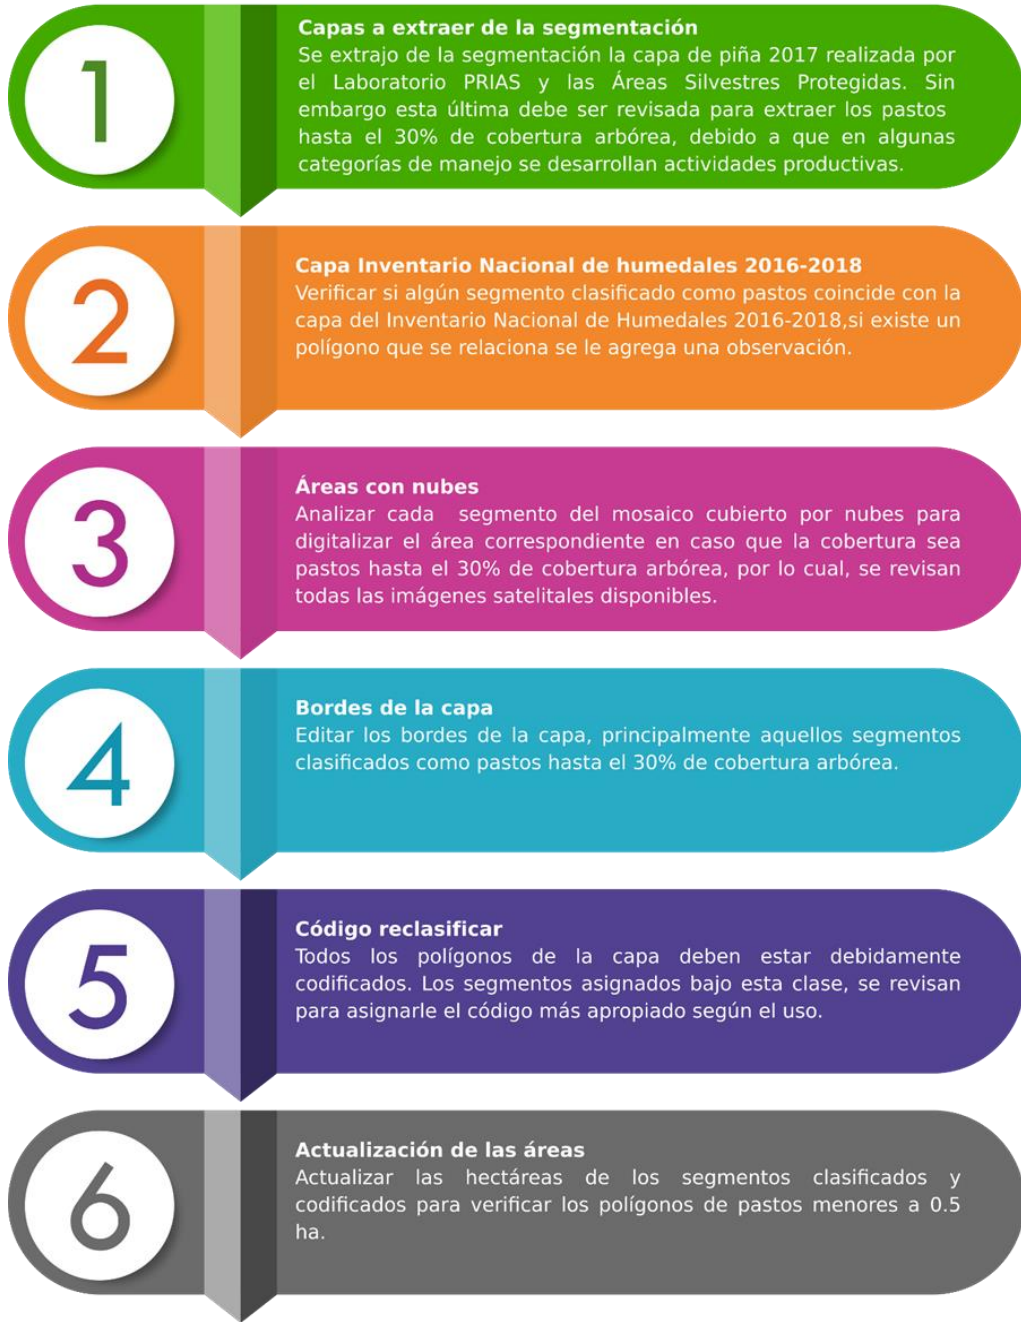 1
Capas a extraer de la segmentación
Se extrajo de la segmentación la capa de piña 2017 realizada por
el Laboratorio PRIAS y las Áreas Silvestres Protegidas. Sin
embargo esta última debe ser revisada para extraer los pastos
hasta el 30% de cobertura arbórea, debido a que en algunas
categorías de manejo se desarrollan actividades productivas.
2
Capa Inventario Nacional de humedales 2016-2018
Verificar si algún segmento clasificado como pastos coincide con la
capa del Inventario Nacional de Humedales 2016-2018,si existe un
polígono que se relaciona se le agrega una observación.
3
Áreas con nubes
Analizar cada segmento del mosaico cubierto por nubes para
digitalizar el área correspondiente en caso que la cobertura sea
pastos hasta el 30% de cobertura arbórea, por lo cual, se revisan
todas las imágenes satelitales disponibles.
4
Bordes de la capa
Editar los bordes de la capa, principalmente aquellos segmentos
clasificados como pastos hasta el 30% de cobertura arbórea.
5
Código reclasificar
Todos los polígonos de la capa deben estar debidamente
codificados. Los segmentos asignados bajo esta clase, se revisan
para asignarle el código más apropiado según el uso.
6
Actualización de las áreas
Actualizar las hectáreas de los segmentos clasificados y
codificados para verificar los polígonos de pastos menores a 0.5
ha.